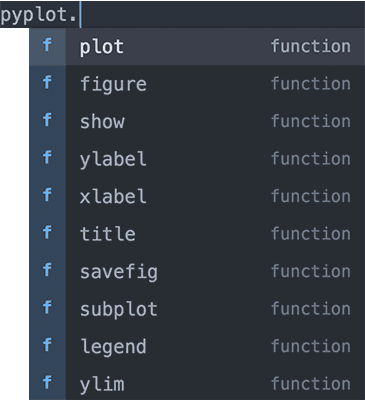 pyplot.
f plot function
f figure function
f show function
f ylabel function
f xlabel function
f title function
f savefig function
f subplot function
f legend function
f ylim function